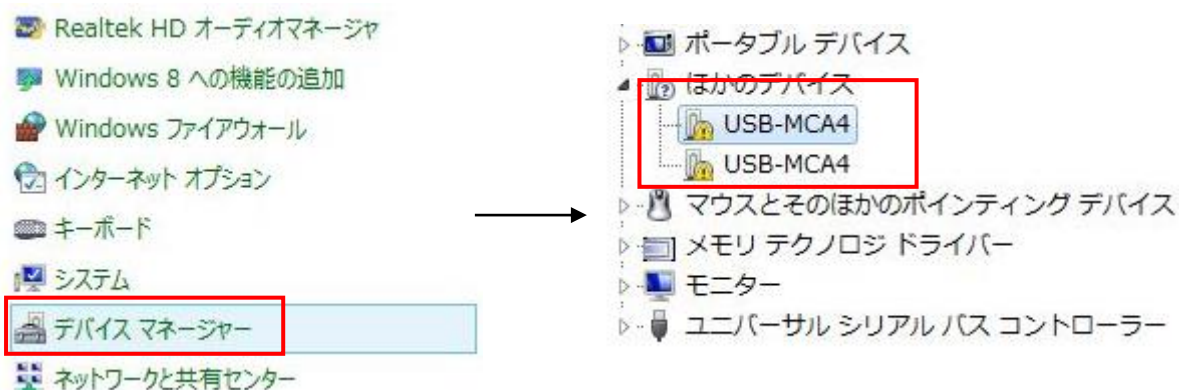 Realtek HD オーディオマネージャ
Windows 8 への機能の追加
Windows ファイアウォール
インターネット オプション
キーボード
システム
デバイス マネージャー
ネットワークと共有センター
ポータブル デバイス
ほかのデバイス
USB-MCA4
USB-MCA4
マウスとそのほかのポインティング デバイス
メモリ テクノロジ ドライバー
モニター
ユニバーサル シリアル バス コントローラー